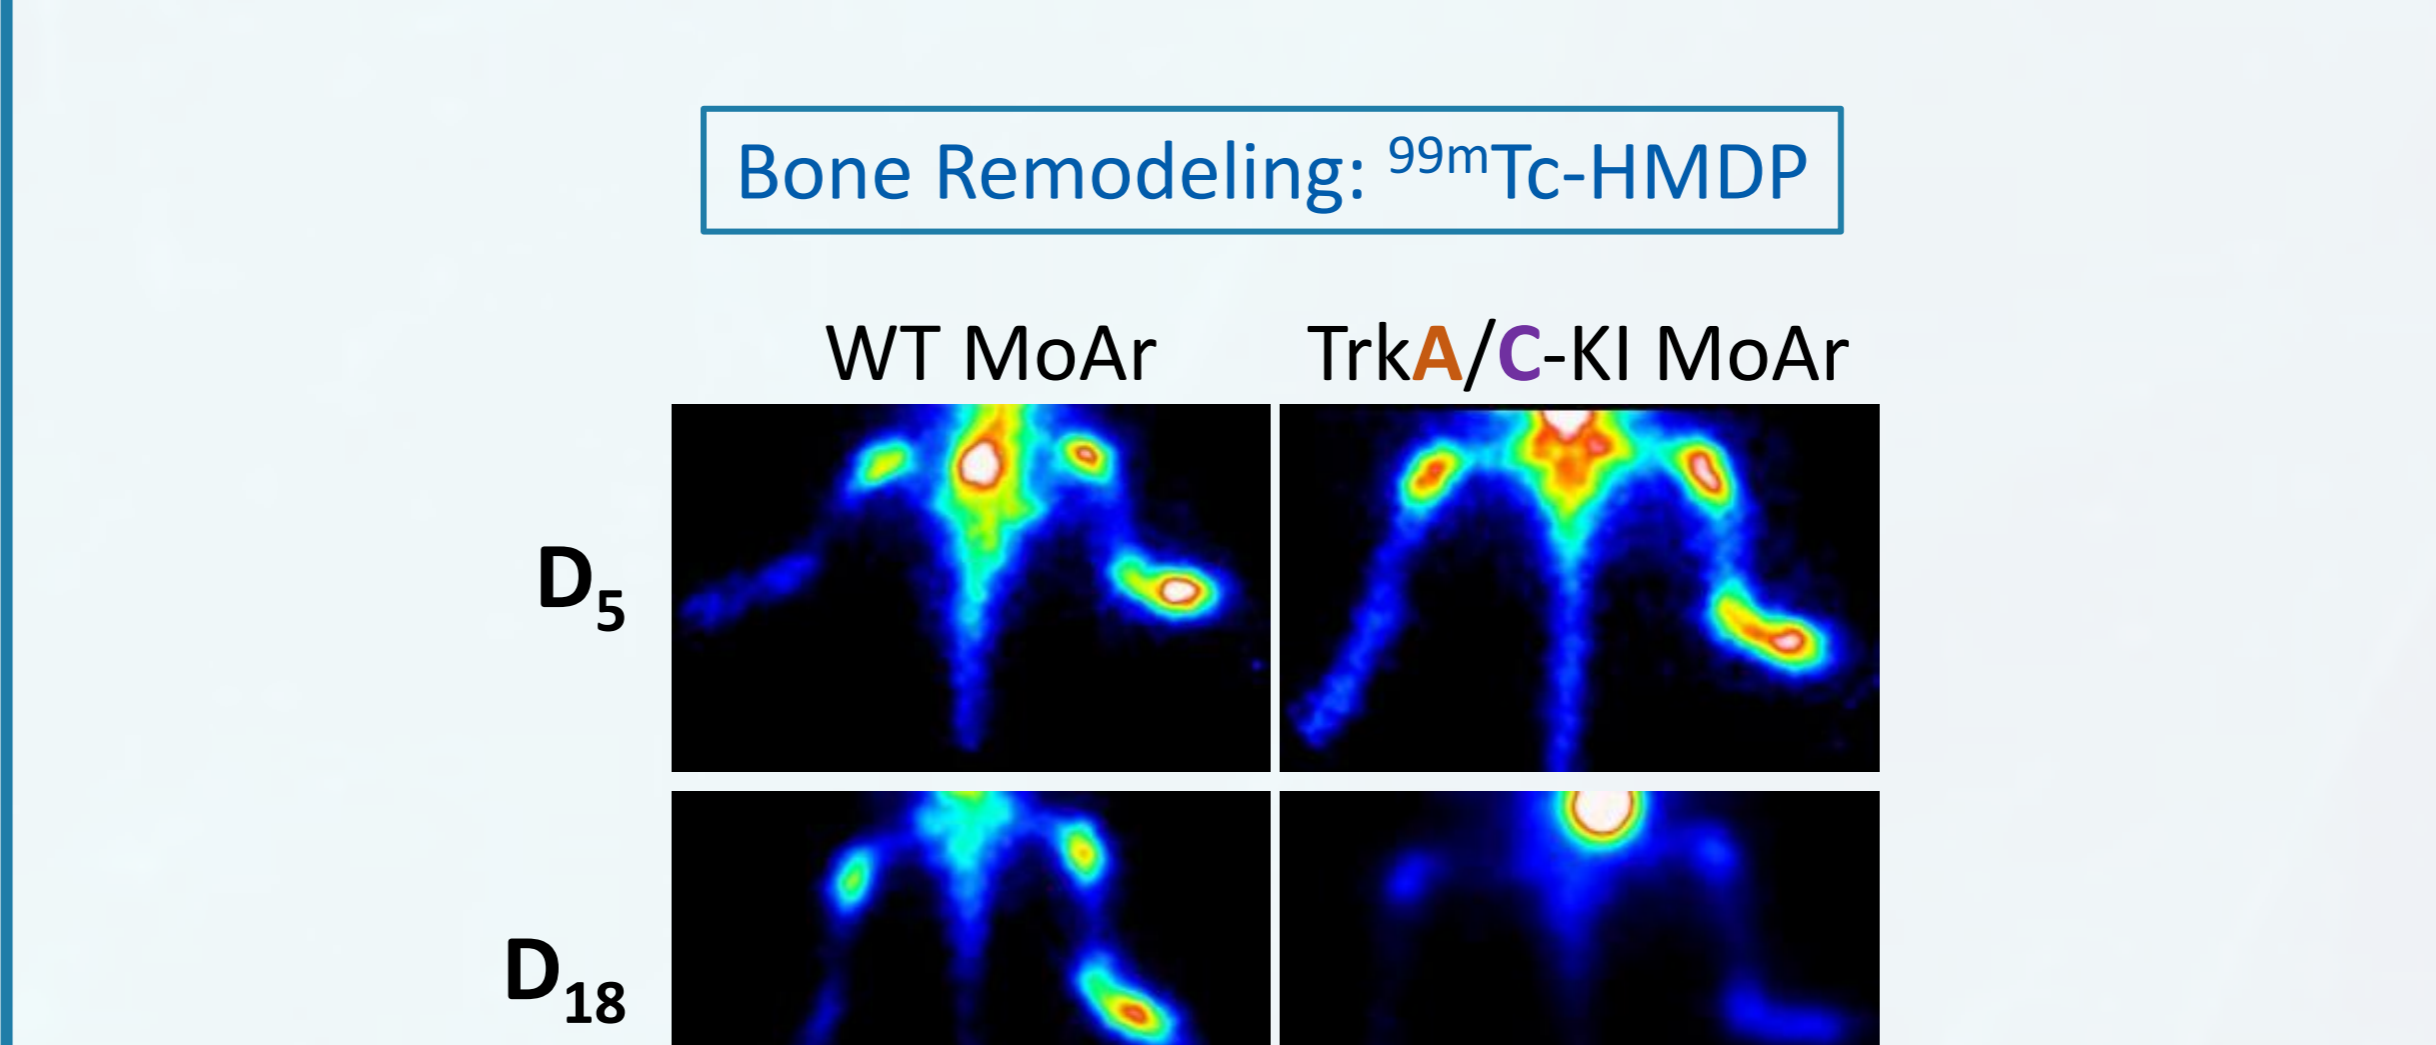 Bone Remodeling: ⁹⁹ᵐTc-HMDP
WT MoAr
TrkA/C-KI MoAr
D₅
D₁₈